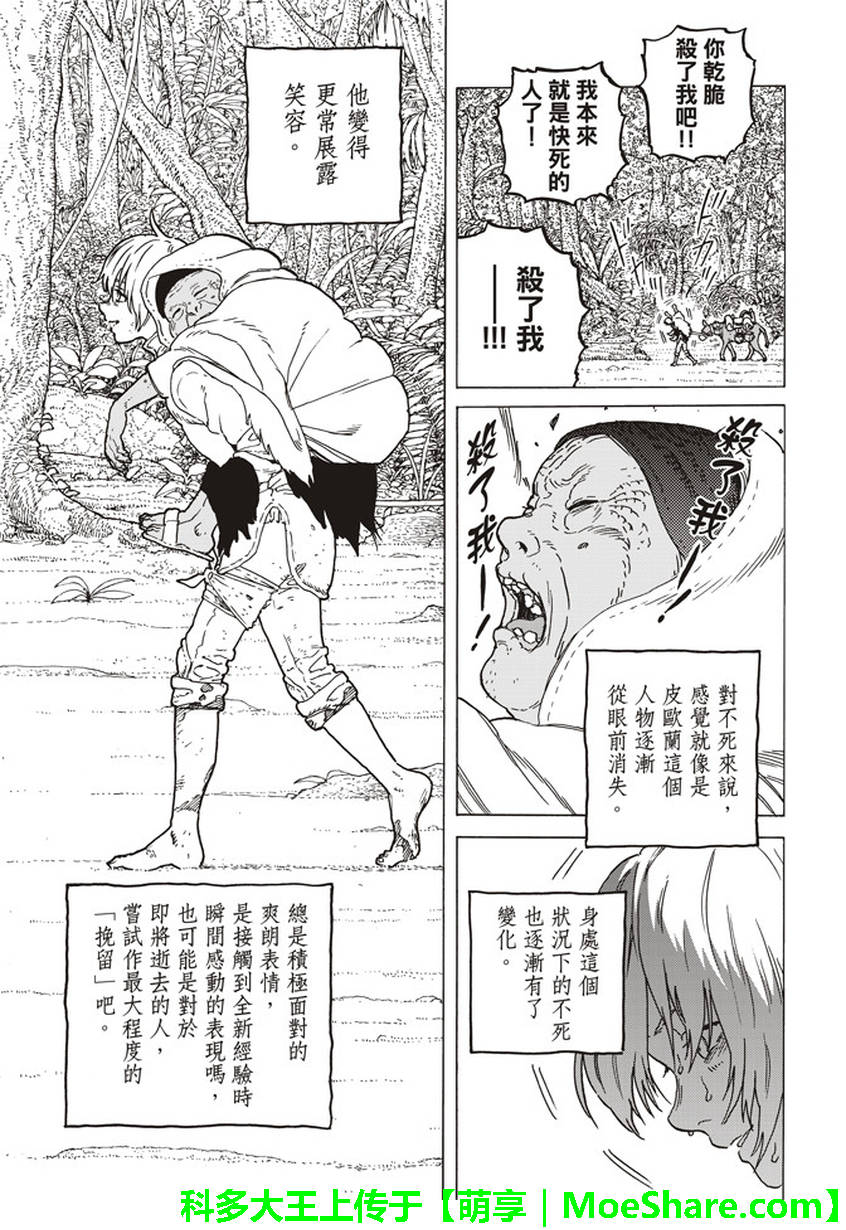 你乾脆
殺了我吧!!
我本來
就是快死的
人了!
ドカ
ドカッ
殺了我
——!!!
殺了我—!
殺了我—!
對不死來說，
感覺就像是
皮歐蘭這個
人物逐漸
從眼前消失。
身處這個
狀況下的不死
也逐漸有了
變化。
他變得
更常展露
笑容。
總是積極面對的
爽朗表情，
是接觸到全新經驗時
瞬間感動的表現嗎，
也可能是對於
即將逝去的人，
嘗試作最大程度的
「挽留」吧。
科多大王上传于【萌享｜MoeShare.com】